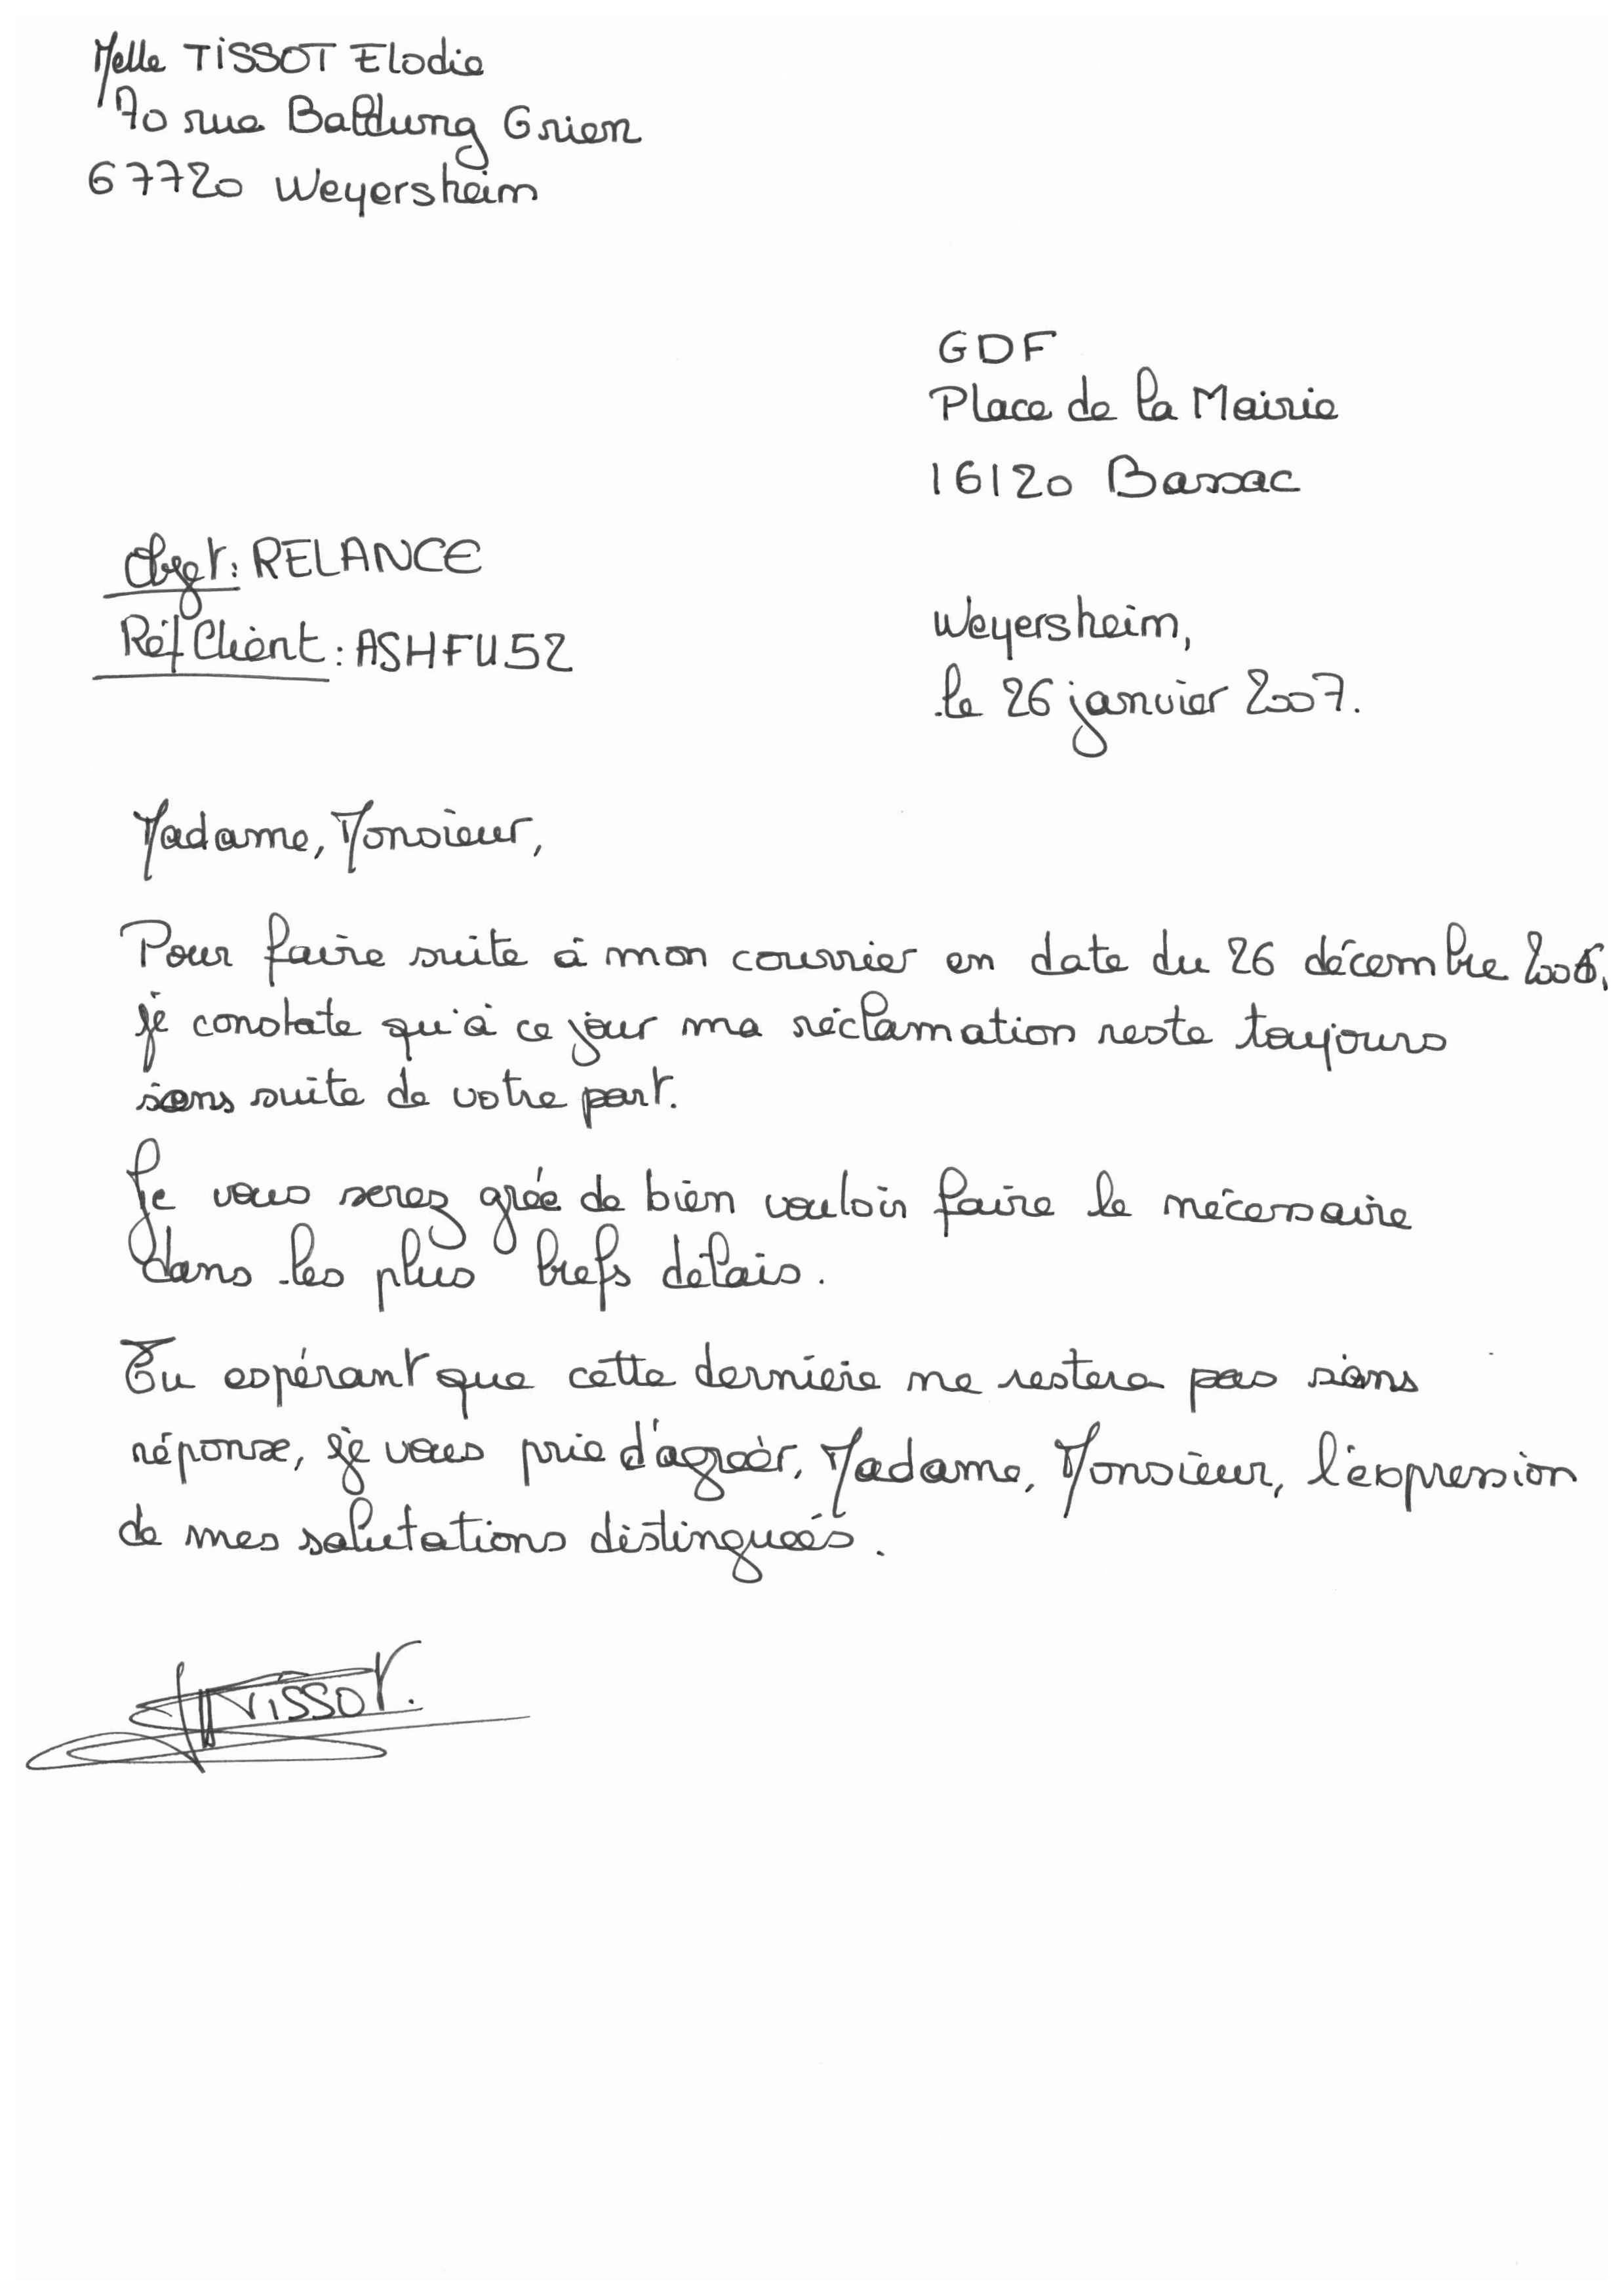 Melle TISSOT Elodie
70 rue Baldung Grien
67720 Weyersheim
GDF
Place de la Mairie
16120 Bassac
Objet: RELANCE
Réf Client: ASHFU52
Weyersheim,
le 26 janvier 2007.
Madame, Monsieur,
Pour faire suite à mon courrier en date du 26 décembre 2006,
je constate qu'à ce jour ma réclamation reste toujours
sans suite de votre part.
Je vous serez grée de bien vouloir faire le nécessaire
dans les plus brefs délais.
En espérant que cette dernière ne restera pas sans
réponse, je vous prie d'agréer, Madame, Monsieur, l'expression
de mes salutations distinguées.
TISSOT.